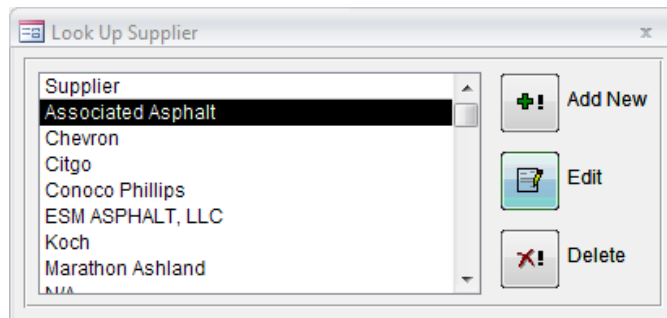 Look Up Supplier
Supplier
Associated Asphalt
Chevron
Citgo
Conoco Phillips
ESM ASPHALT, LLC
Koch
Marathon Ashland
N/A
Add New
Edit
Delete